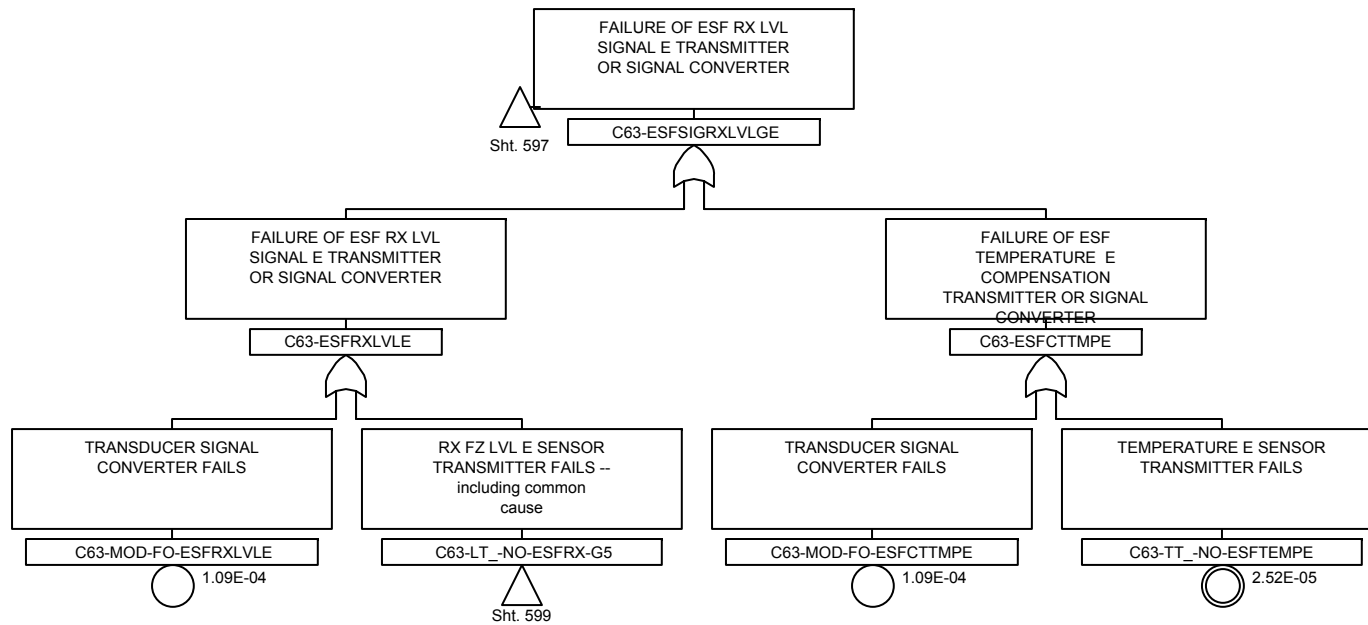 FAILURE OF ESF RX LVL
SIGNAL E TRANSMITTER
OR SIGNAL CONVERTER
Sht. 597
C63-ESFSIGRXLVLGE
FAILURE OF ESF RX LVL
SIGNAL E TRANSMITTER
OR SIGNAL CONVERTER
C63-ESFRXLVLE
FAILURE OF ESF
TEMPERATURE E
COMPENSATION
TRANSMITTER OR SIGNAL
CONVERTER
C63-ESFCTTMPE
TRANSDUCER SIGNAL
CONVERTER FAILS
C63-MOD-FO-ESFRXLVLE
1.09E-04
RX FZ LVL E SENSOR
TRANSMITTER FAILS --
including common
cause
C63-LT_-NO-ESFRX-G5
Sht. 599
TRANSDUCER SIGNAL
CONVERTER FAILS
C63-MOD-FO-ESFCTTMPE
1.09E-04
TEMPERATURE E SENSOR
TRANSMITTER FAILS
C63-TT_-NO-ESFTEMPE
2.52E-05